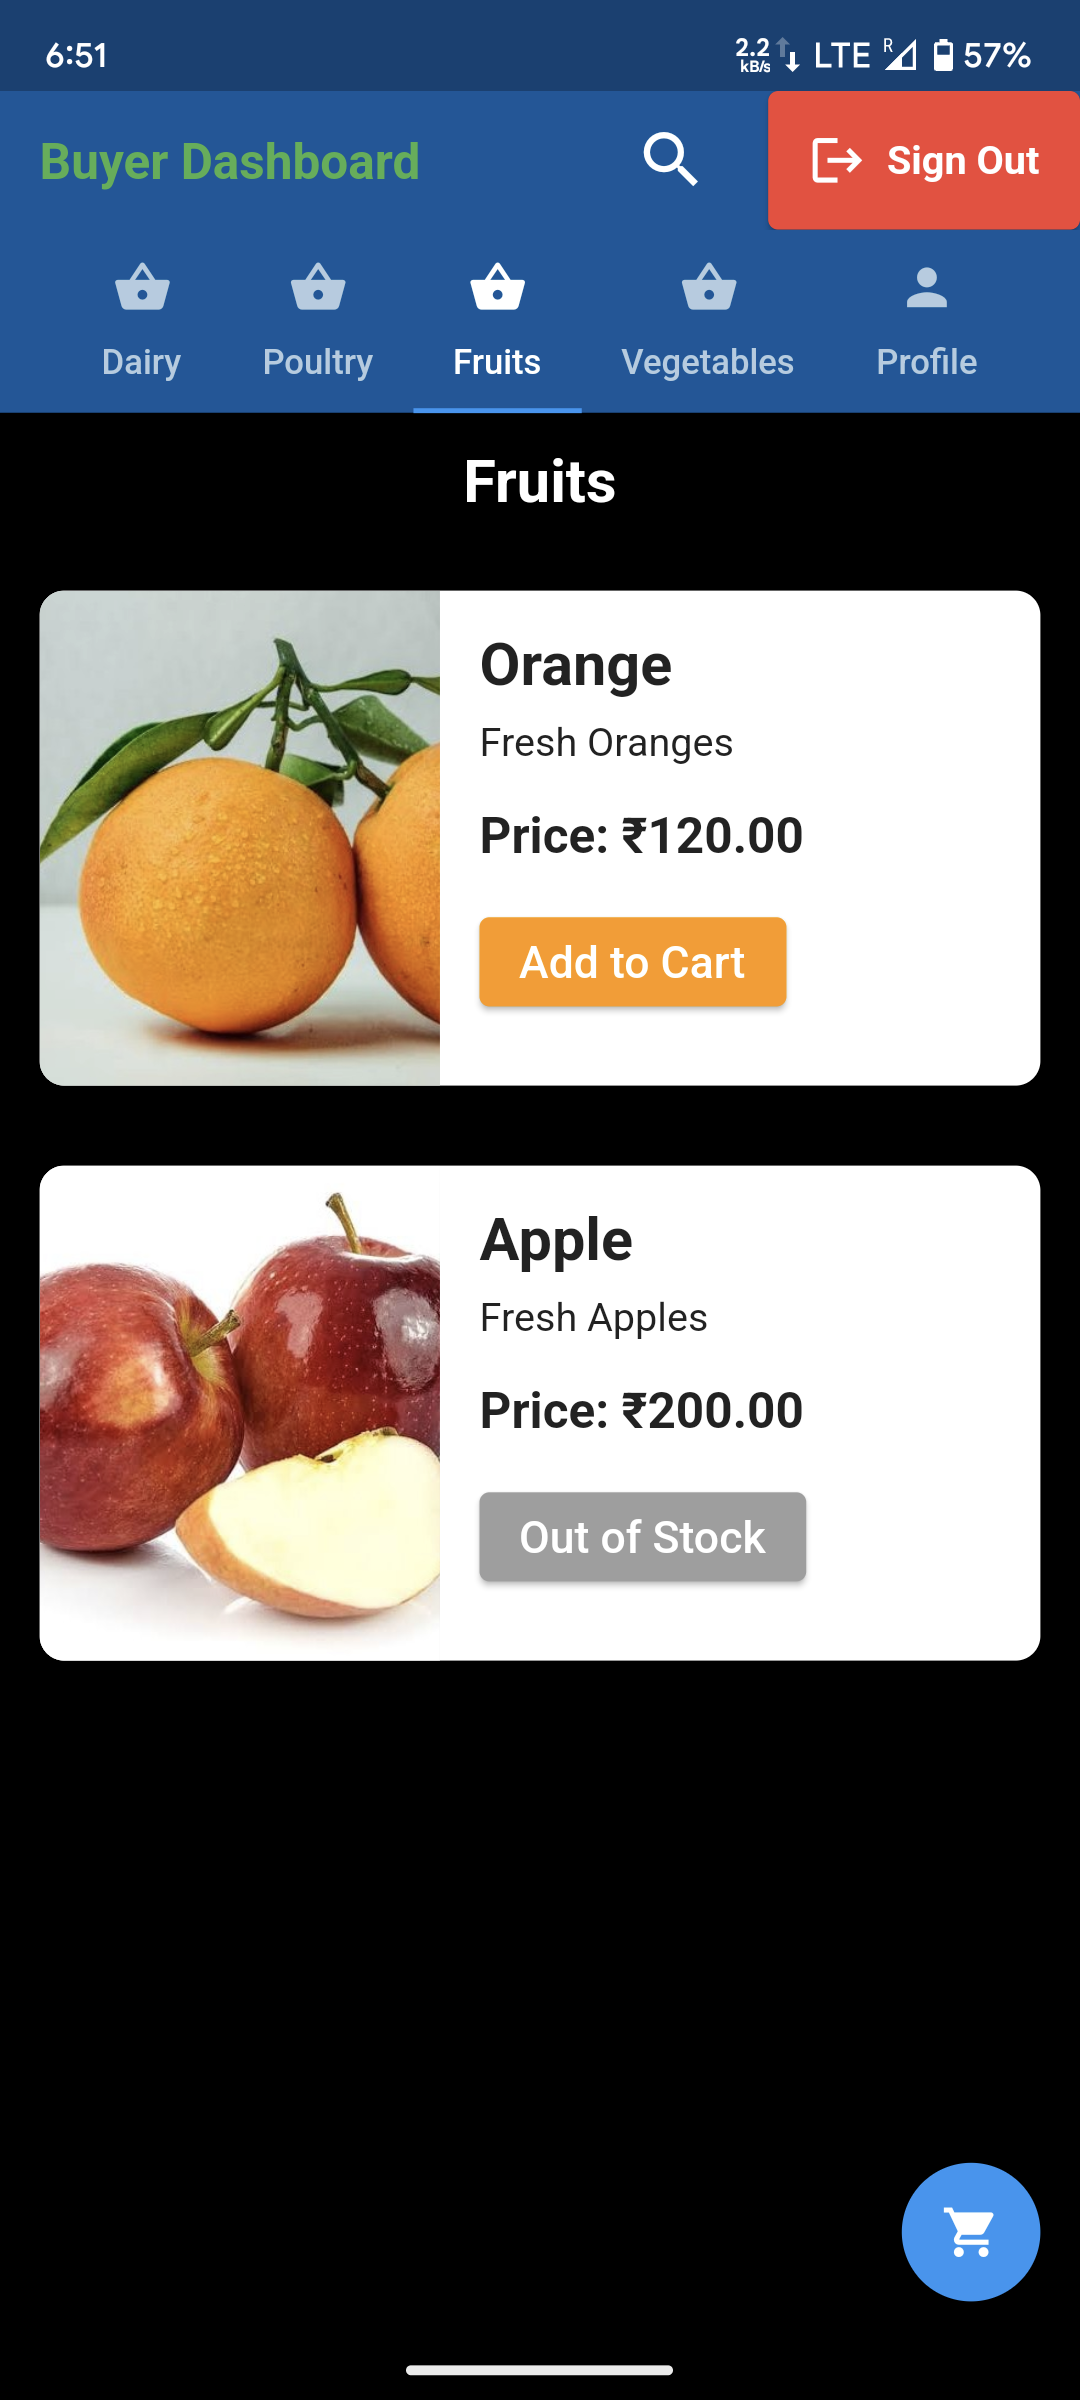 6:51
2.2 kB/s LTE R 57%
Buyer Dashboard
Sign Out
Dairy Poultry Fruits Vegetables Profile
Fruits
Orange
Fresh Oranges
Price: ₹120.00
Add to Cart
Apple
Fresh Apples
Price: ₹200.00
Out of Stock